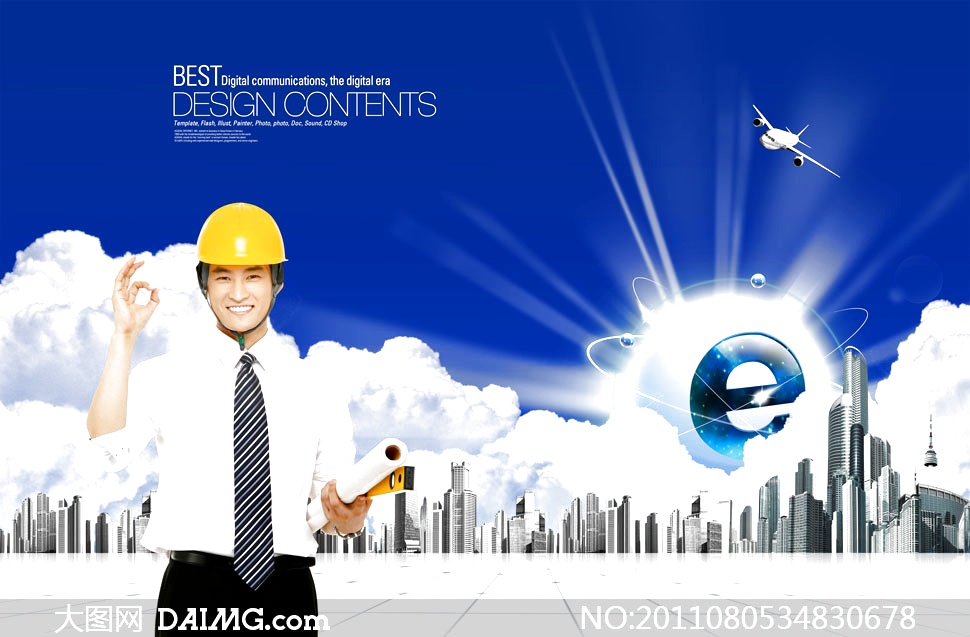 BEST Digital communications, the digital era
DESIGN CONTENTS
Template, Flash, Illust, Painter, Photo, photo, Doc, Sound, CD Shop
e
大图网 DAIMG.com
NO:20110805348306​78